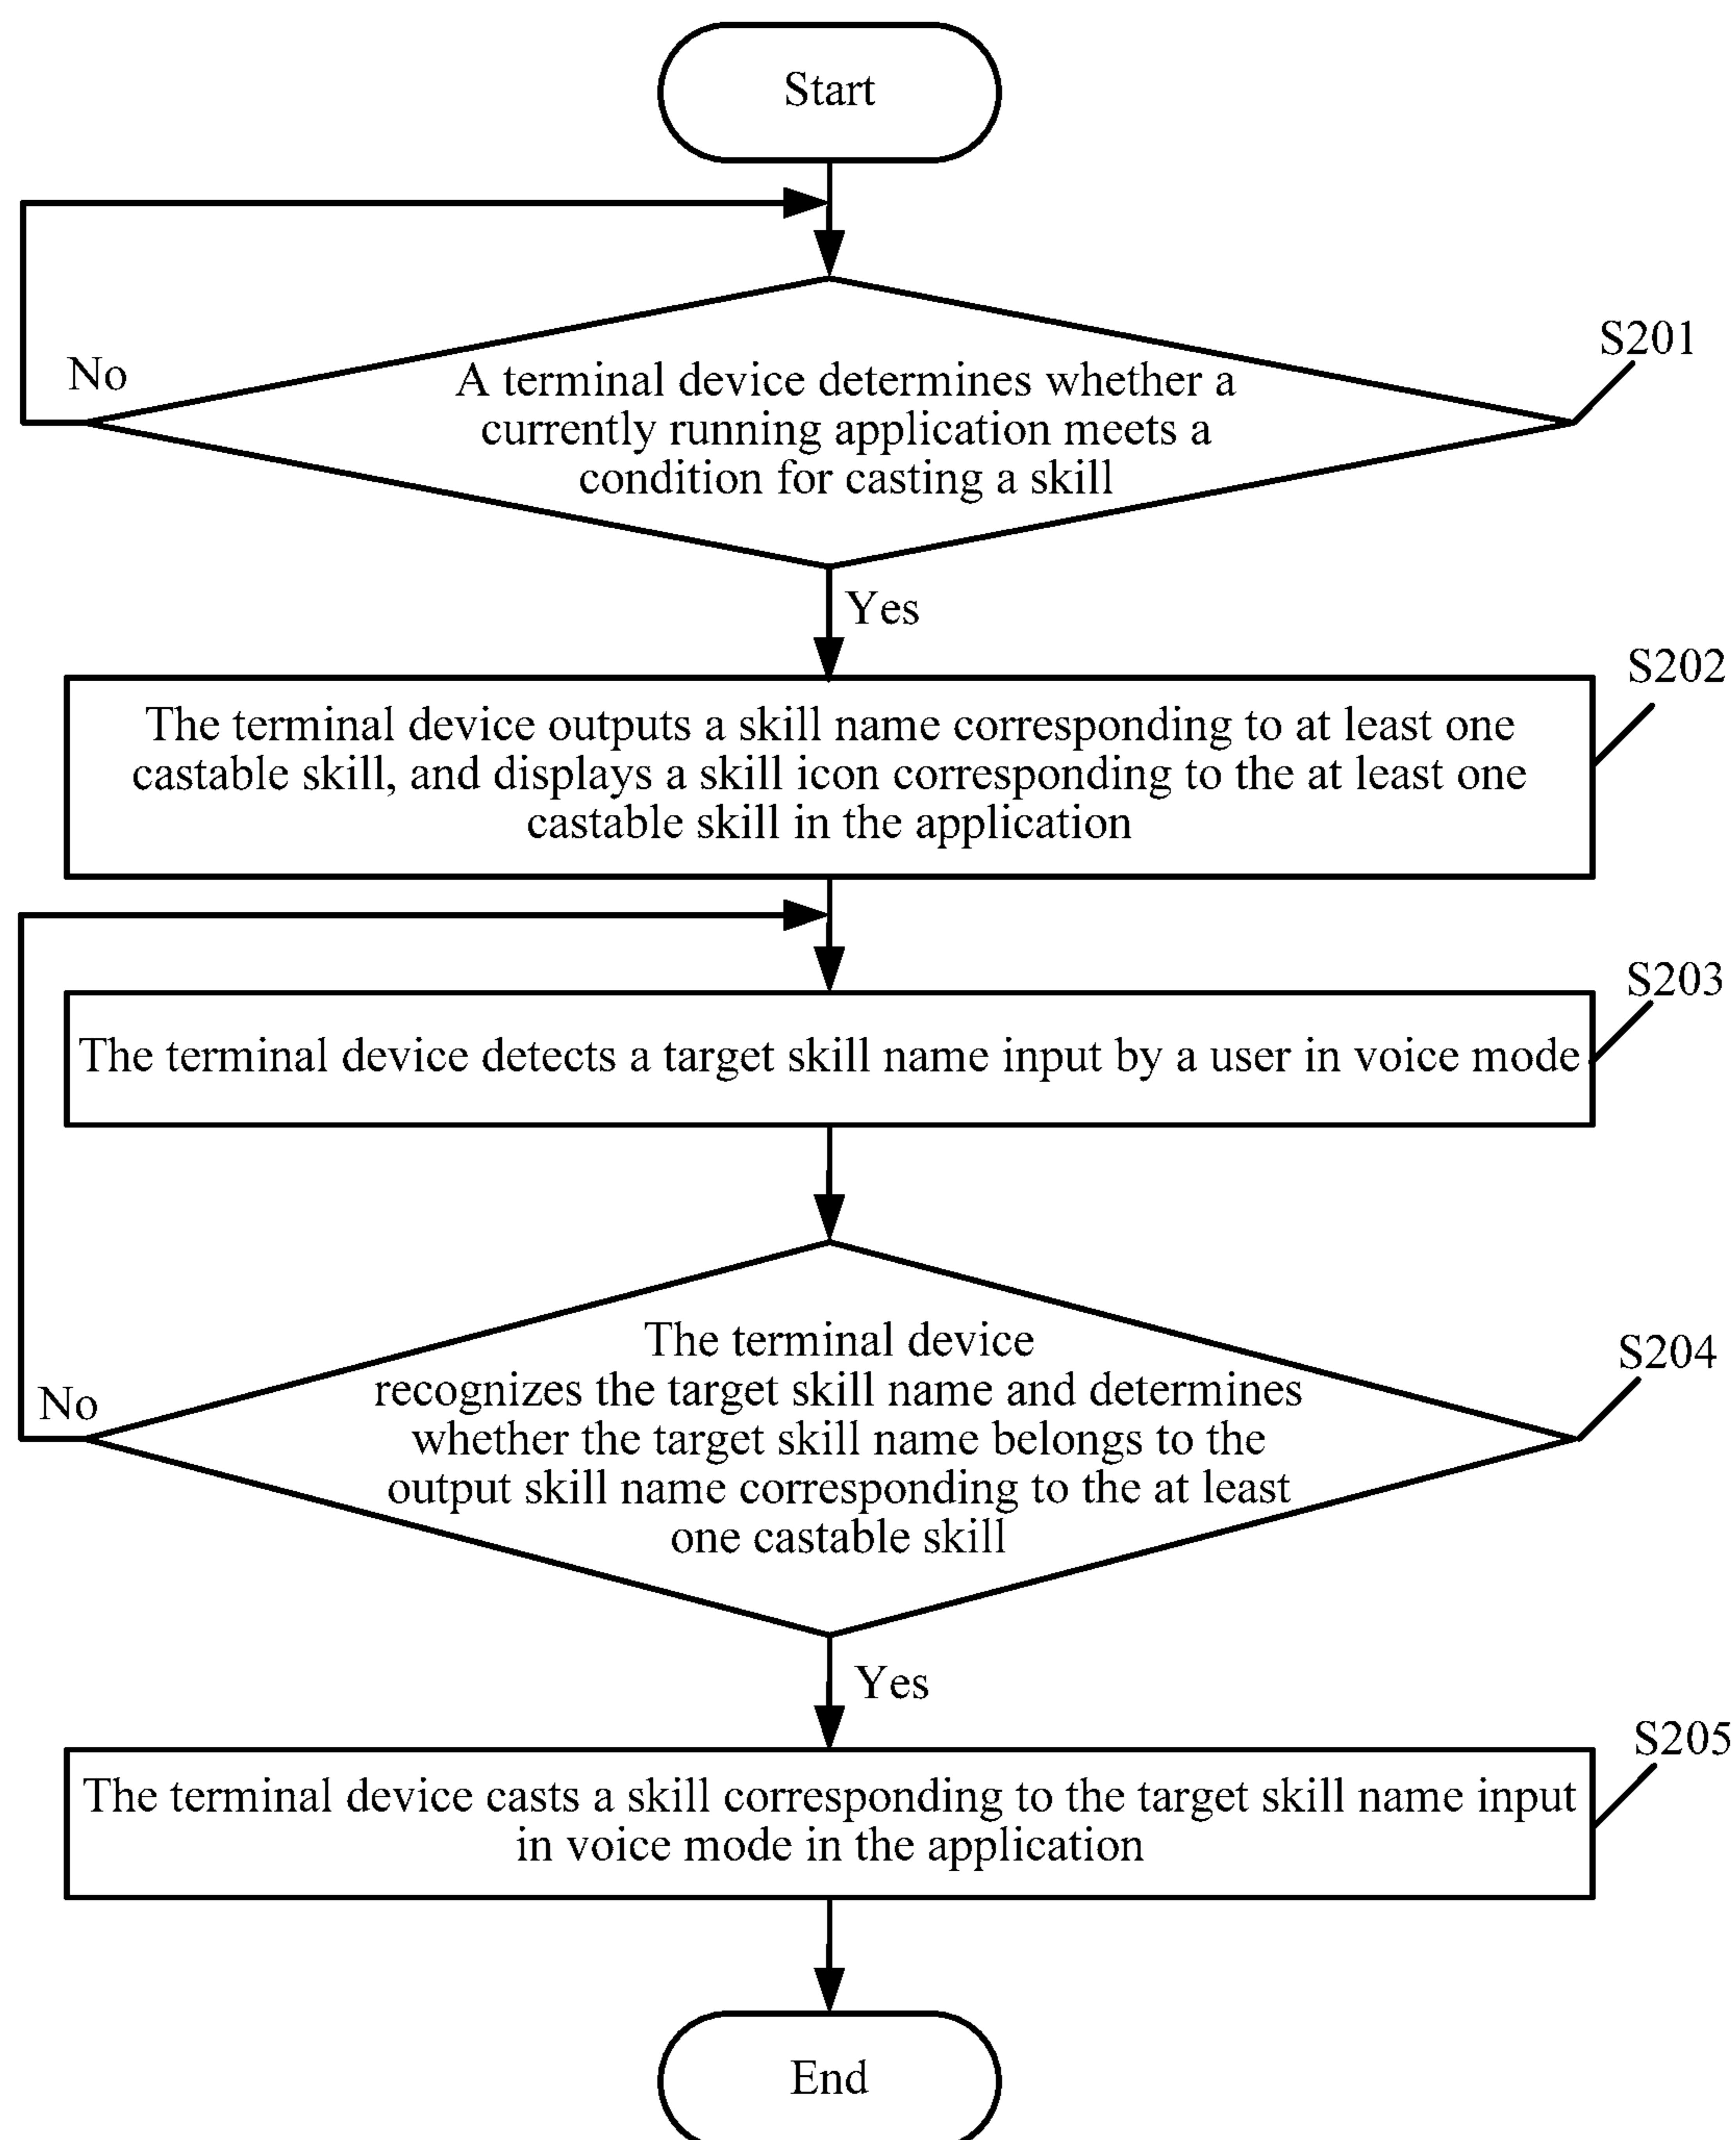 Start
No
S201
A terminal device determines whether a
currently running application meets a
condition for casting a skill
Yes
S202
The terminal device outputs a skill name corresponding to at least one
castable skill, and displays a skill icon corresponding to the at least one
castable skill in the application
S203
The terminal device detects a target skill name input by a user in voice mode
The terminal device
S204
recognizes the target skill name and determines
No
whether the target skill name belongs to the
output skill name corresponding to the at least
one castable skill
Yes
S205
The terminal device casts a skill corresponding to the target skill name input
in voice mode in the application
End